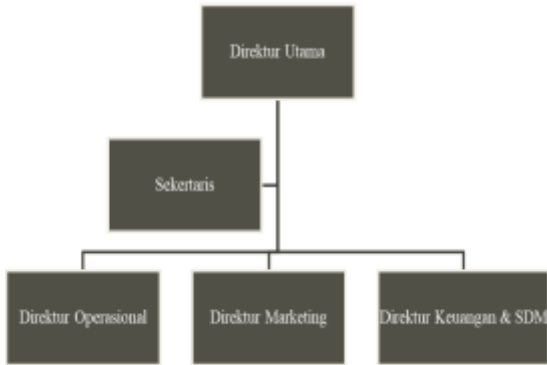 Direktur Utama
Sekertaris
Direktur Operasional
Direktur Marketing
Direktur Keuangan & SDM